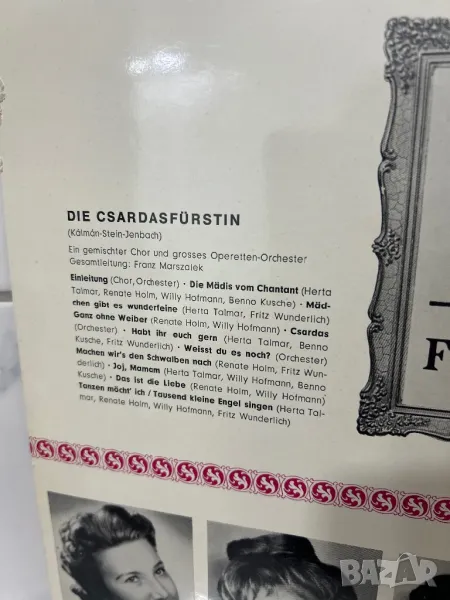 DIE CSARDASFÜRSTIN
(Kálmán-Stein-Jenbach)
Ein gemischter Chor und grosses Operetten-Orchester
Gesamtleitung: Franz Marszalek
Einleitung (Chor, Orchester) · Die Mädis vom Chantant (Herta
Talmar, Renate Holm, Willy Hofmann, Benno Kusche) · Mäd-
chen gibt es wunderfeine (Herta Talmar, Fritz Wunderlich)
Ganz ohne Weiber (Renate Holm, Willy Hofmann) · Csardas
(Orchester) · Habt ihr euch gern (Herta Talmar, Benno
Kusche, Fritz Wunderlich) · Weisst du es noch? (Orchester)
Machen wir's den Schwalben nach (Renate Holm, Fritz Wun-
derlich) · Joj, Mamam (Herta Talmar, Willy Hofmann, Benno
Kusche) · Das ist die Liebe (Renate Holm, Willy Hofmann)
Tanzen möcht' ich / Tausend kleine Engel singen (Herta Tal-
mar, Renate Holm, Willy Hofmann, Fritz Wunderlich)
F
BAZAR